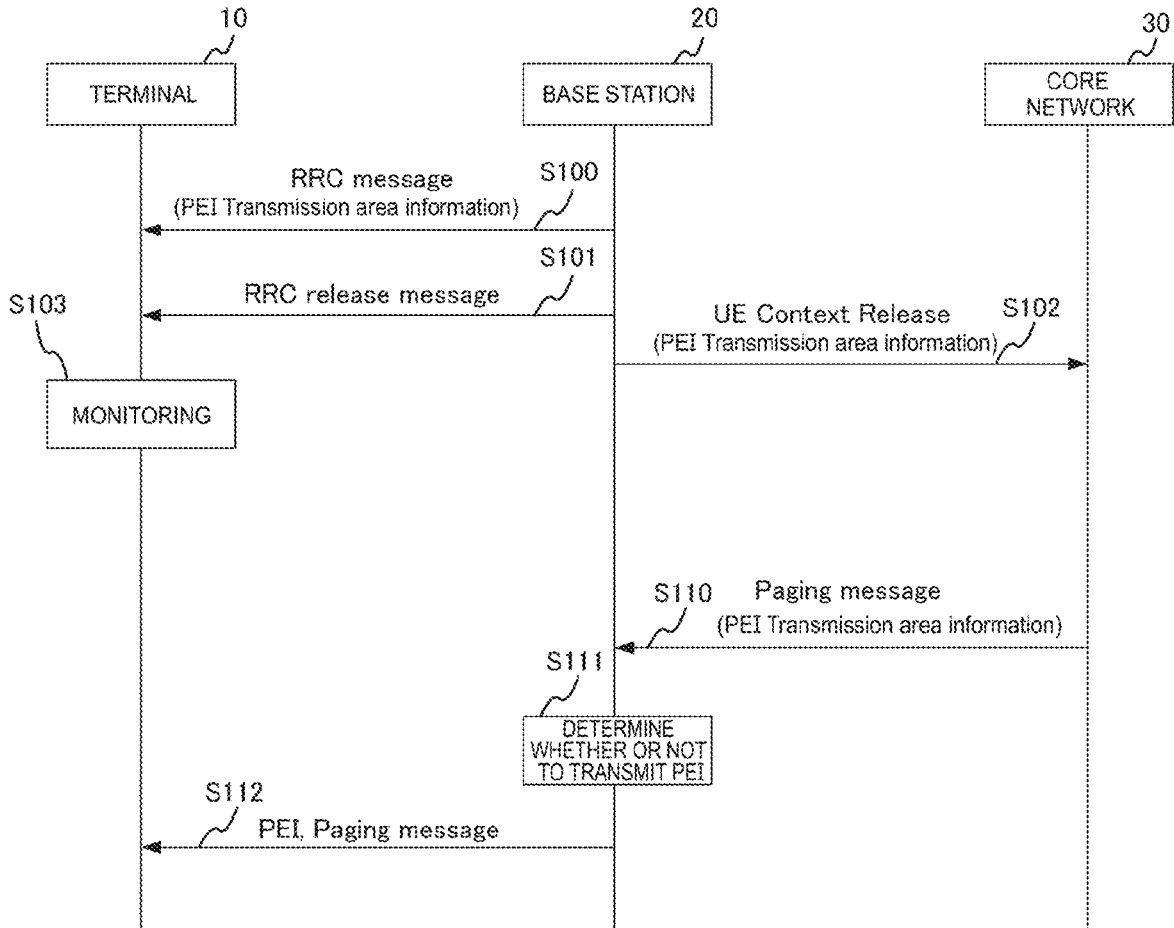 10
20
30
TERMINAL
BASE STATION
CORE
NETWORK
RRC message
(PEI Transmission area information)
S100
S101
RRC release message
S103
UE Context Release
(PEI Transmission area information)
S102
MONITORING
S110
Paging message
(PEI Transmission area information)
S111
DETERMINE
WHETHER OR NOT
TO TRANSMIT PEI
S112
PEI, Paging message